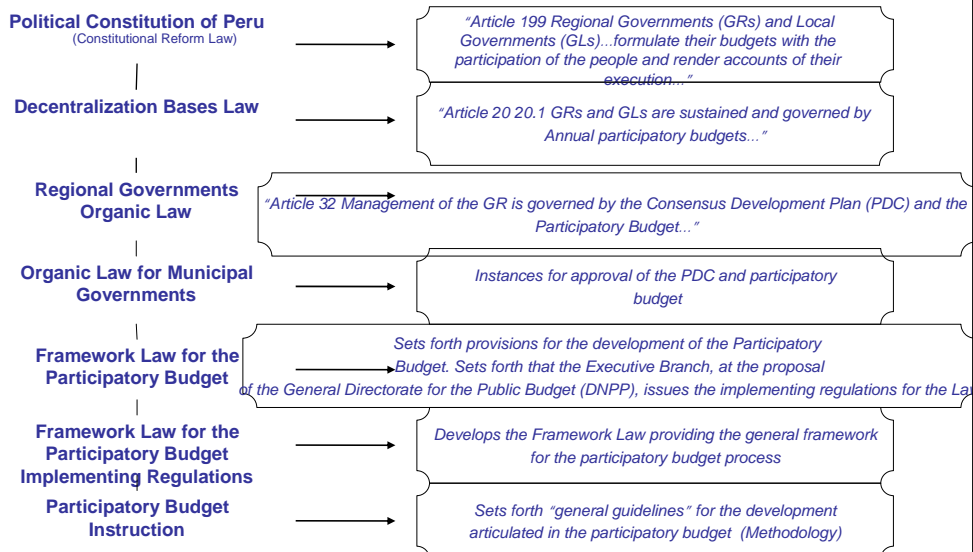 Political Constitution of Peru
(Constitutional Reform Law)
“Article 199 Regional Governments (GRs) and Local
Governments (GLs)...formulate their budgets with the
participation of the people and render accounts of their
execution...”
Decentralization Bases Law
“Article 20 20.1 GRs and GLs are sustained and governed by
Annual participatory budgets...”
Regional Governments
Organic Law
“Article 32 Management of the GR is governed by the Consensus Development Plan (PDC) and the
Participatory Budget...”
Organic Law for Municipal
Governments
Instances for approval of the PDC and participatory
budget
Framework Law for the
Participatory Budget
Sets forth provisions for the development of the Participatory
Budget. Sets forth that the Executive Branch, at the proposal
of the General Directorate for the Public Budget (DNPP), issues the implementing regulations for the
Framework Law for the
Participatory Budget
Implementing Regulations
Develops the Framework Law providing the general framework
for the participatory budget process
Participatory Budget
Instruction
Sets forth “general guidelines” for the development
articulated in the participatory budget (Methodology)